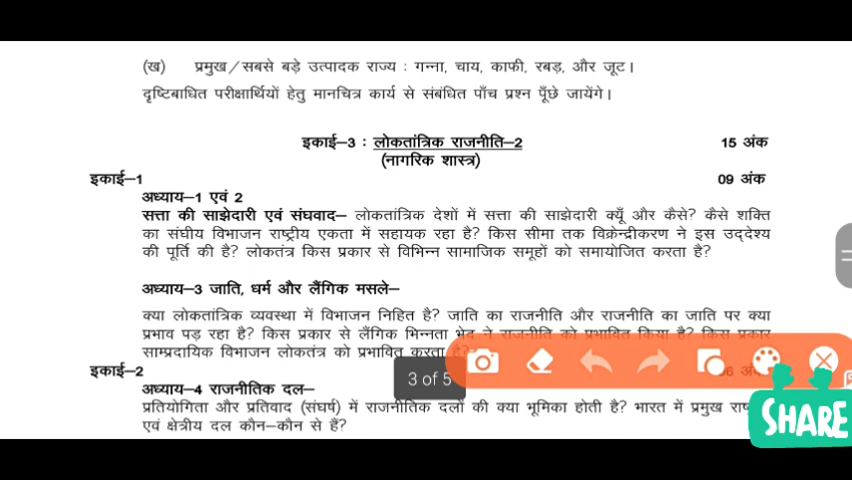 (ख) प्रमुख/सबसे बड़े उत्पादक राज्य : गन्ना, चाय, काफी, रबड़, और जूट।
दृष्टिबाधित परीक्षार्थियों हेतु मानचित्र कार्य से संबंधित पाँच प्रश्न पूँछे जायेंगे।
इकाई–3 : लोकतांत्रिक राजनीति–2 15 अंक
(नागरिक शास्त्र)
इकाई–1 09 अंक
अध्याय–1 एवं 2
सत्ता की साझेदारी एवं संघवाद– लोकतांत्रिक देशों में सत्ता की साझेदारी क्यूँ और कैसे? कैसे शक्ति
का संघीय विभाजन राष्ट्रीय एकता में सहायक रहा है? किस सीमा तक विक्रेन्द्रीकरण ने इस उद्देश्य
की पूर्ति की है? लोकतंत्र किस प्रकार से विभिन्न सामाजिक समूहों को समायोजित करता है?
अध्याय–3 जाति, धर्म और लैंगिक मसले–
क्या लोकतांत्रिक व्यवस्था में विभाजन निहित है? जाति का राजनीति और राजनीति का जाति पर क्या
प्रभाव पड़ रहा है? किस प्रकार से लैंगिक भिन्नता भेद ने राजनीति को प्रभावित किया है? किस प्रकार
साम्प्रदायिक विभाजन लोकतंत्र को प्रभावित करता है?
इकाई–2 06 अंक
3 of 5
अध्याय–4 राजनीतिक दल–
प्रतियोगिता और प्रतिवाद (संघर्ष) में राजनीतिक दलों की क्या भूमिका होती है? भारत में प्रमुख
एवं क्षेत्रीय दल कौन–कौन से हैं?
SHARE